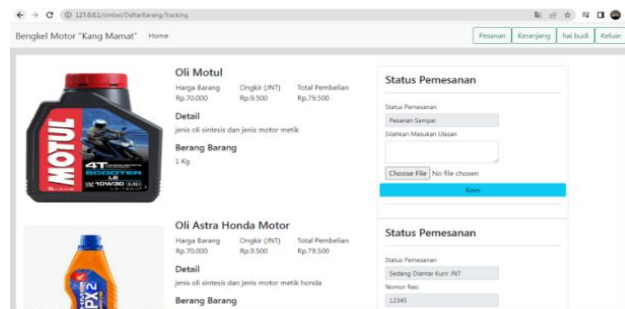 127.0.0.1/simbel/DaftarBarang/Tracking
Bengkel Motor "Kang Mamat" Home
Pesanan Keranjang hai budi Keluar
Oli Motul
Harga Barang Ongkir (JNT) Total Pembelian
Rp.70.000 Rp.9.500 Rp.79.500
Detail
jenis oli sintesis dan jenis motor metik
Berang Barang
1 Kg
MOTUL
4T
SCOOTER
LE
10W30
Status Pemesanan
Status Pemesanan
Pesanan Sampai
Silahkan Masukan Ulasan
Choose File No file chosen
Kirim
Oli Astra Honda Motor
Harga Barang Ongkir (JNT) Total Pembelian
Rp.70.000 Rp.9.500 Rp.79.500
Detail
jenis oli sintesis dan jenis motor metik honda
Berang Barang
Status Pemesanan
Status Pemesanan
Sedang Diantar Kurir JNT
Nomor Resi
12345